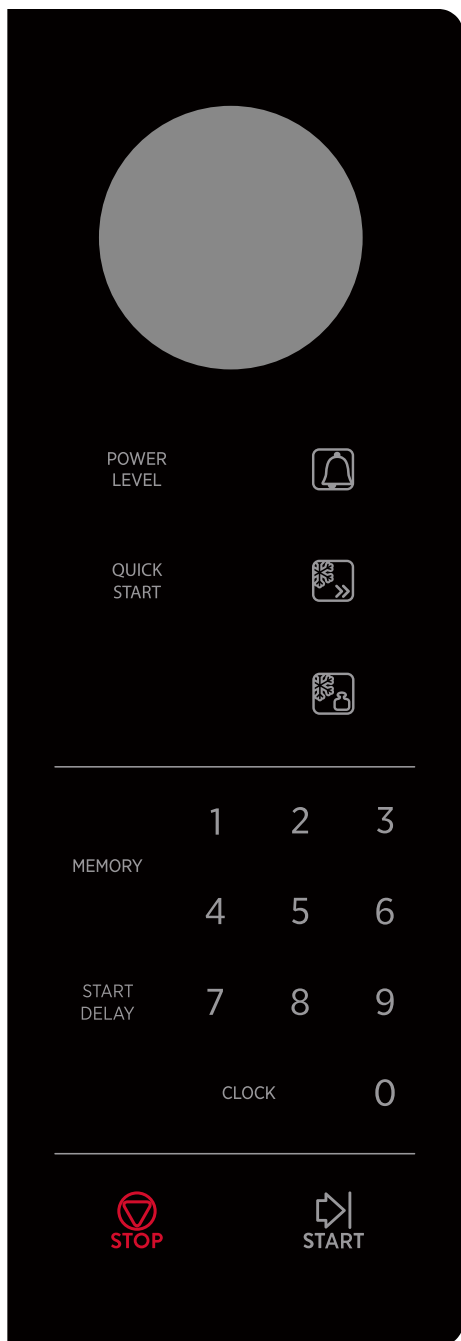 POWER
LEVEL
QUICK
START
1 2 3
MEMORY
4 5 6
START
DELAY
7 8 9
CLOCK 0
STOP START